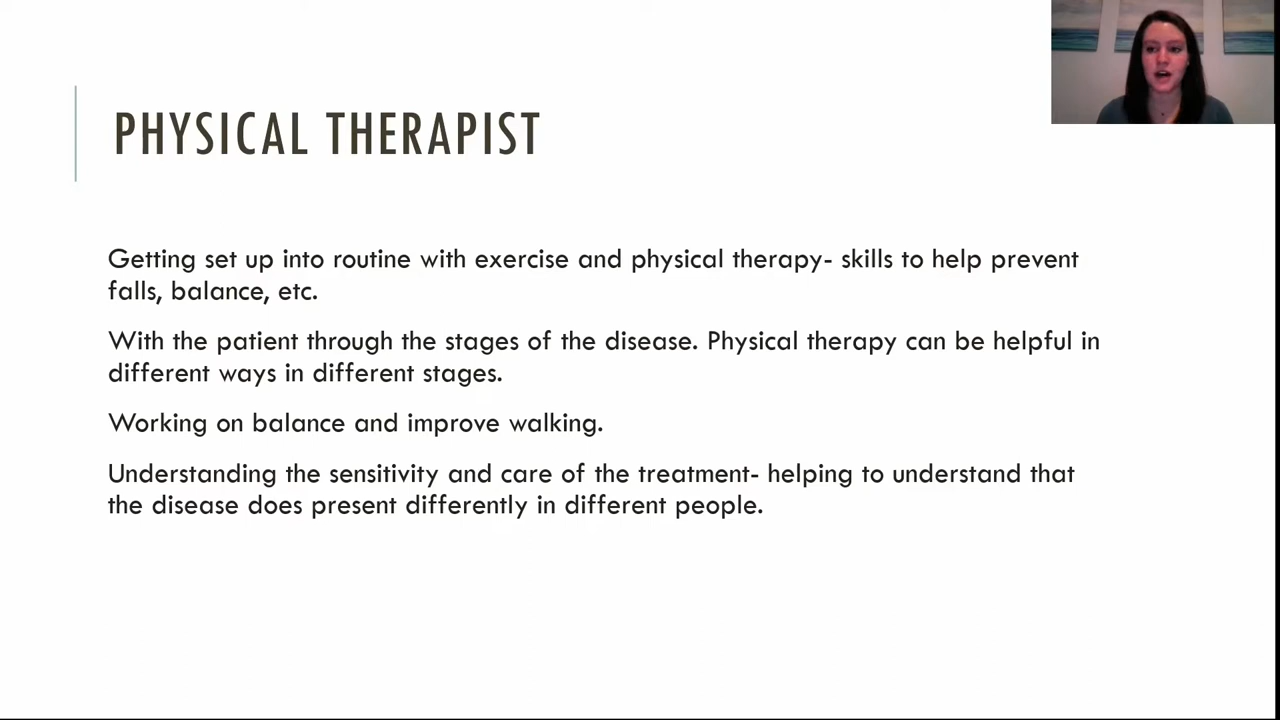 PHYSICAL THERAPIST
Getting set up into routine with exercise and physical therapy- skills to help prevent
falls, balance, etc.
With the patient through the stages of the disease. Physical therapy can be helpful in
different ways in different stages.
Working on balance and improve walking.
Understanding the sensitivity and care of the treatment- helping to understand that
the disease does present differently in different people.